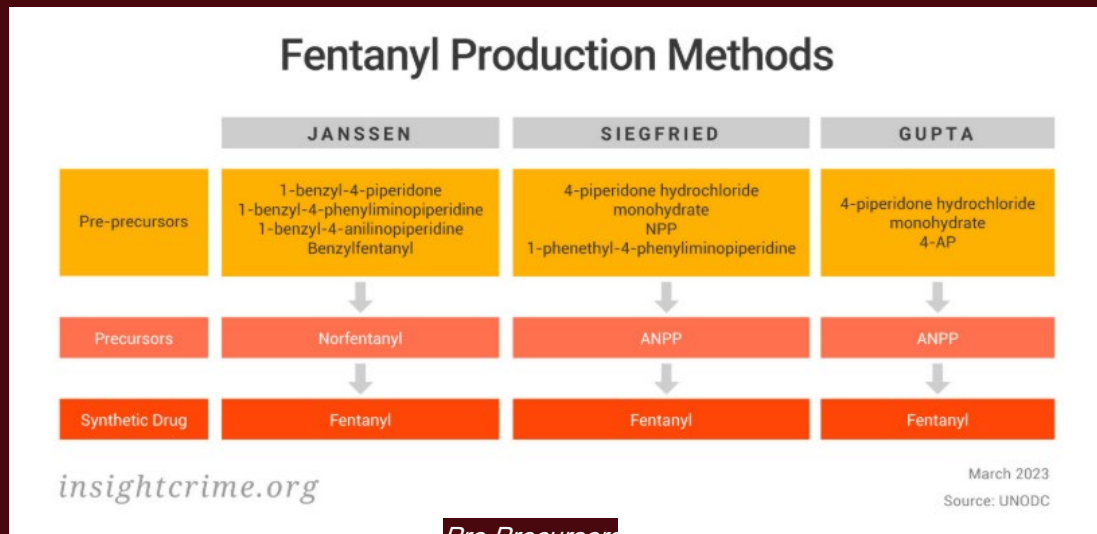 Fentanyl Production Methods
JANSSEN
SIEGFRIED
GUPTA
Pre-precursors
1-benzyl-4-piperidone
1-benzyl-4-phenyliminopiperidine
1-benzyl-4-anilinopiperidine
Benzylfentanyl
4-piperidone hydrochloride
monohydrate
NPP
1-phenethyl-4-phenyliminopiperidine
4-piperidone hydrochloride
monohydrate
4-AP
Precursors
Norfentanyl
ANPP
ANPP
Synthetic Drug
Fentanyl
Fentanyl
Fentanyl
insightcrime.org
March 2023
Source: UNODC
Pre Precursors